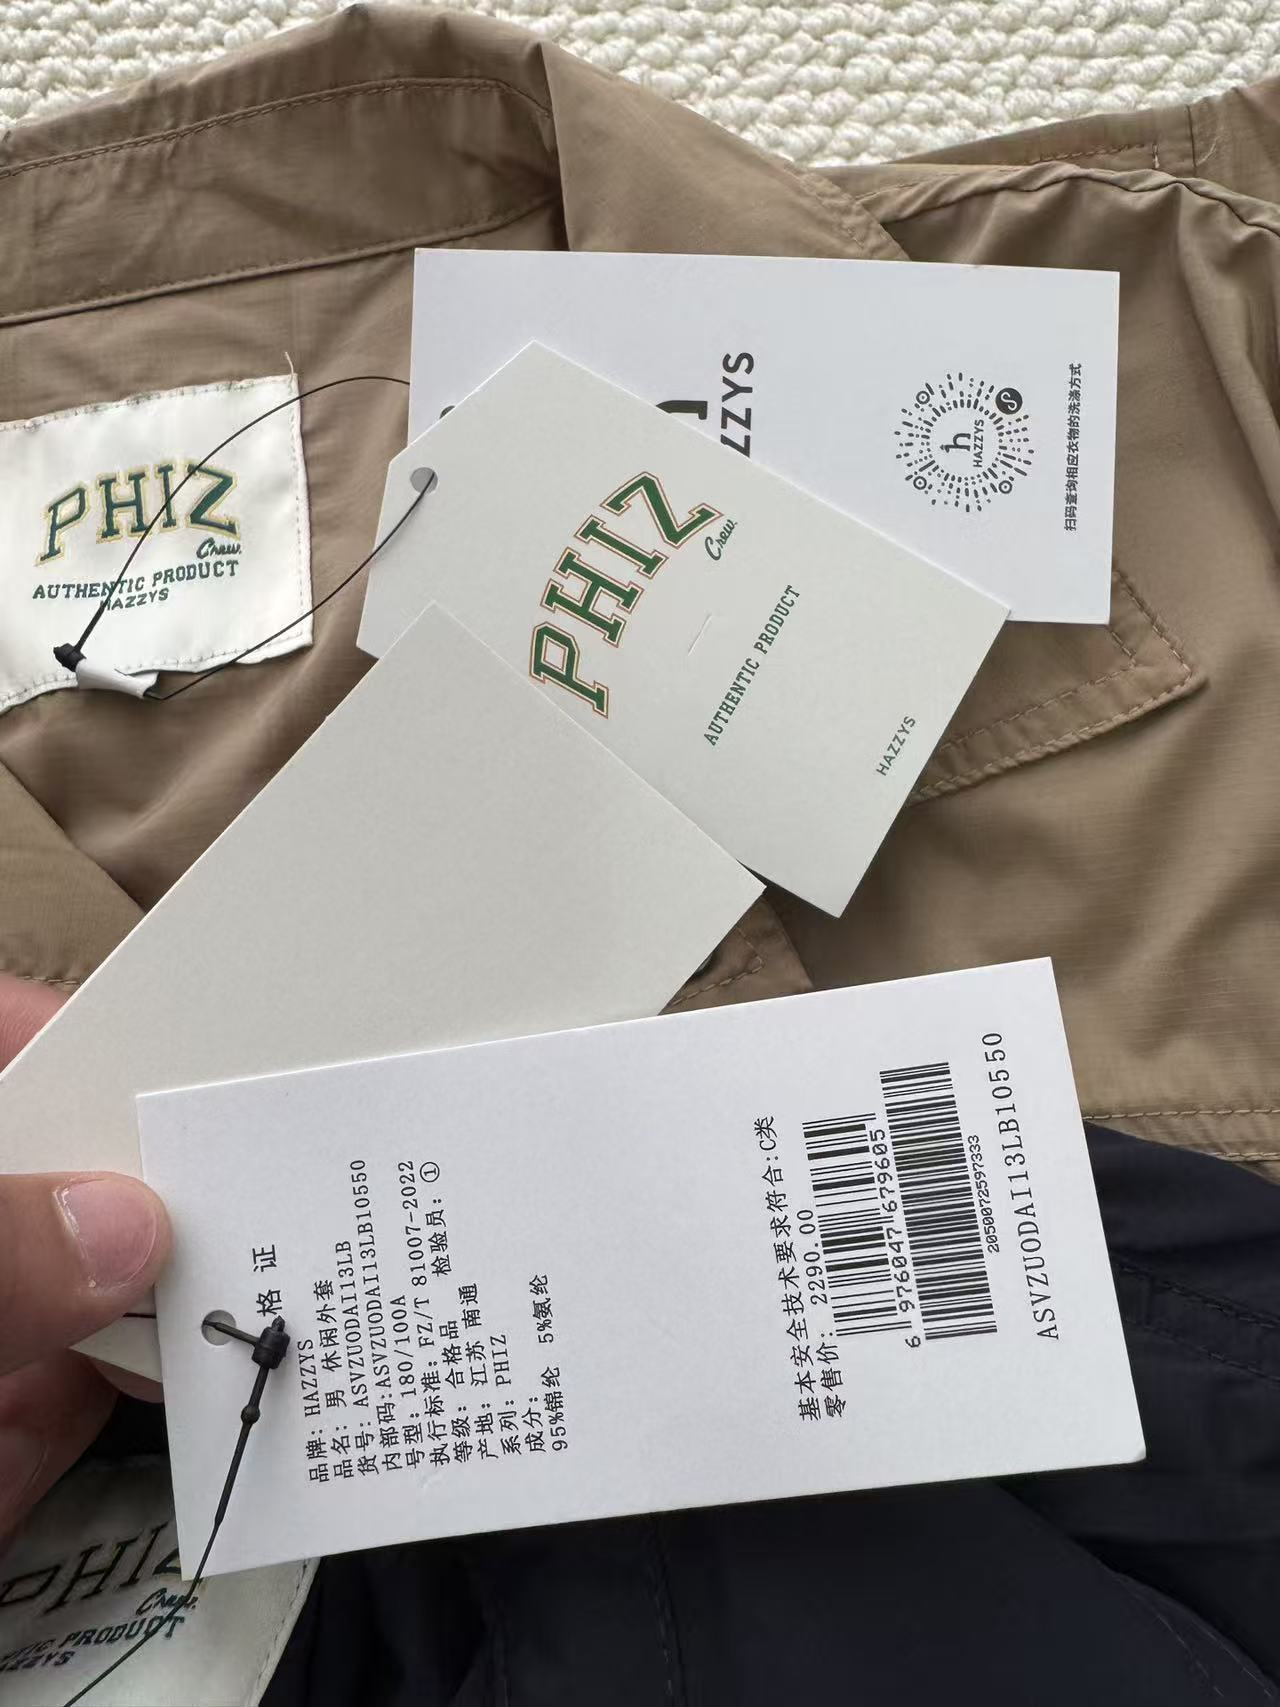 HAZZYS
h
HAZZYS
扫码查询相应衣物的洗涤方式
PHIZ
Crew.
AUTHENTIC PRODUCT
HAZZYS
PHIZ
Crew.
AUTHENTIC PRODUCT
HAZZYS
格 证
品牌: HAZZYS
品名: 男 休闲外套
货号: ASVZUODAI13LB
内部码:ASVZUODAI13LB10550
号型: 180/100A
执行标准: FZ/T 81007-2022
等级: 合格品 检验员: ①
产地: 江苏 南通
系列: PHIZ
成分:
95%锦纶 5%氨纶
基本安全技术要求符合:C类
零售价: 2290.00
6 976047 679605
2050072597333
ASVZUODAI13LB10550
PHIZ
Crew.
PRODUCT